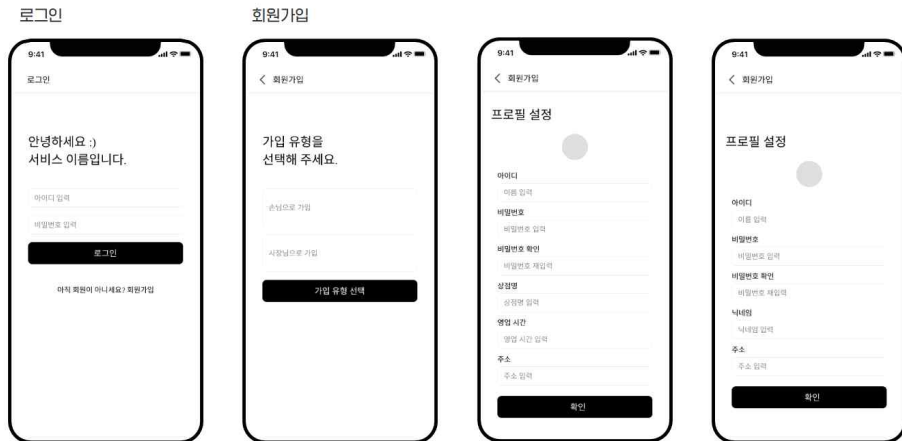 로그인
회원가입
9:41
로그인
안녕하세요 :)
서비스 이름입니다.
아이디 입력
비밀번호 입력
로그인
아직 회원이 아니세요? 회원가입
9:41
회원가입
가입 유형을
선택해 주세요.
손님으로 가입
사장님으로 가입
가입 유형 선택
9:41
회원가입
프로필 설정
아이디
이름 입력
비밀번호
비밀번호 입력
비밀번호 확인
비밀번호 재입력
상점명
상점명 입력
영업 시간
영업 시간 입력
주소
주소 입력
확인
9:41
회원가입
프로필 설정
아이디
이름 입력
비밀번호
비밀번호 입력
비밀번호 확인
비밀번호 재입력
닉네임
닉네임 입력
주소
주소 입력
확인